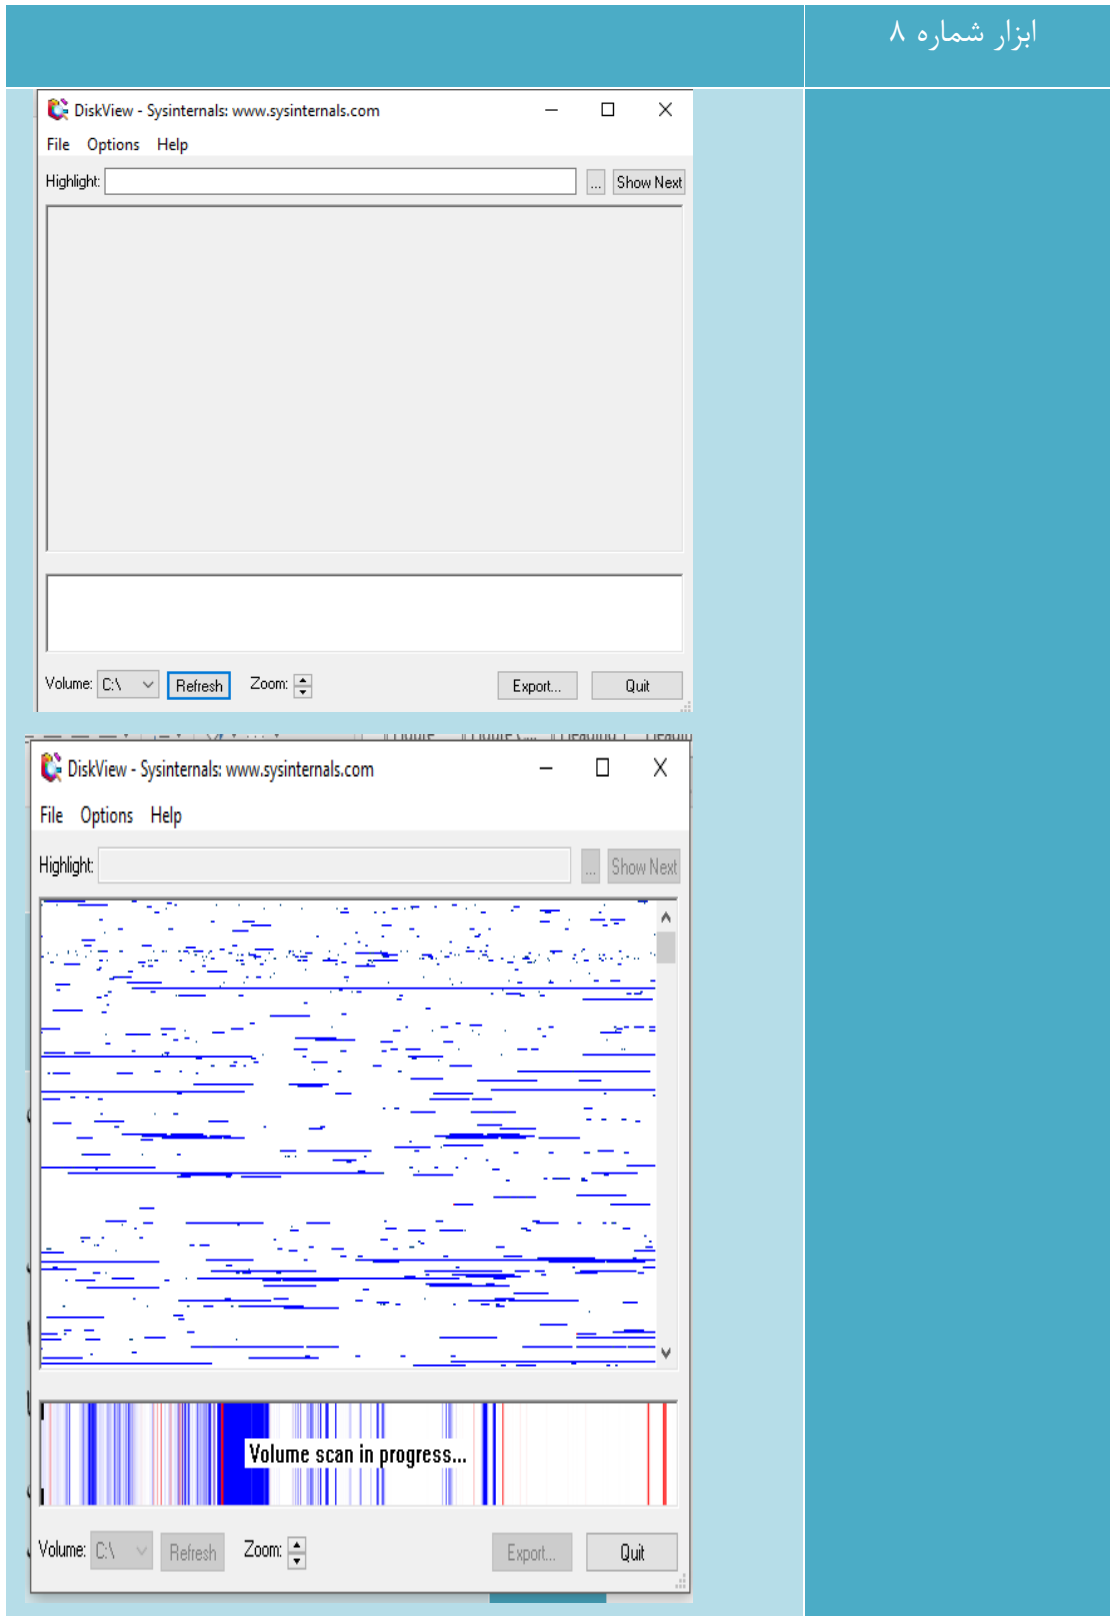 ابزار شماره ۸
DiskView - Sysinternals: www.sysinternals.com
File Options Help
Highlight: ... Show Next
Volume: C:\ Refresh Zoom: Export... Quit
DiskView - Sysinternals: www.sysinternals.com
File Options Help
Highlight: ... Show Next
Volume scan in progress...
Volume: C:\ Refresh Zoom: Export... Quit